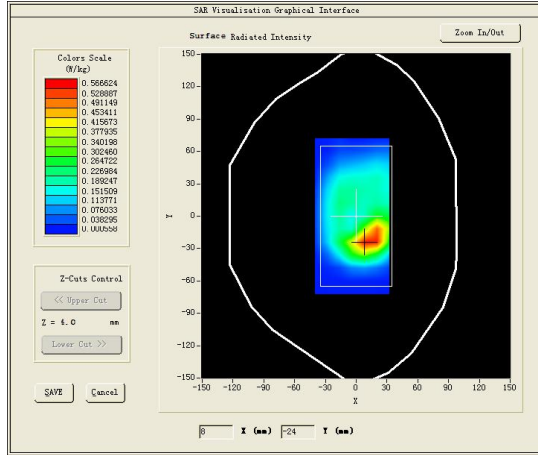 SAR Visualisation Graphical Interface
Surface Radiated Intensity
Zoom In/Out
Colors Scale
(W/kg)
0.566624
0.528887
0.491149
0.453411
0.415673
0.377935
0.340198
0.302460
0.264722
0.226984
0.189247
0.151509
0.113771
0.076033
0.038295
0.000558
Z-Cuts Control
<< Upper Cut
Z = 4.0 mm
Lower Cut >>
SAVE
Cancel
150
120
90
60
30
0
-30
-60
-90
-120
-150
Y
-150 -120 -90 -60 -30 0 30 60 90 120 150
X
8 X (mm) -24 Y (mm)